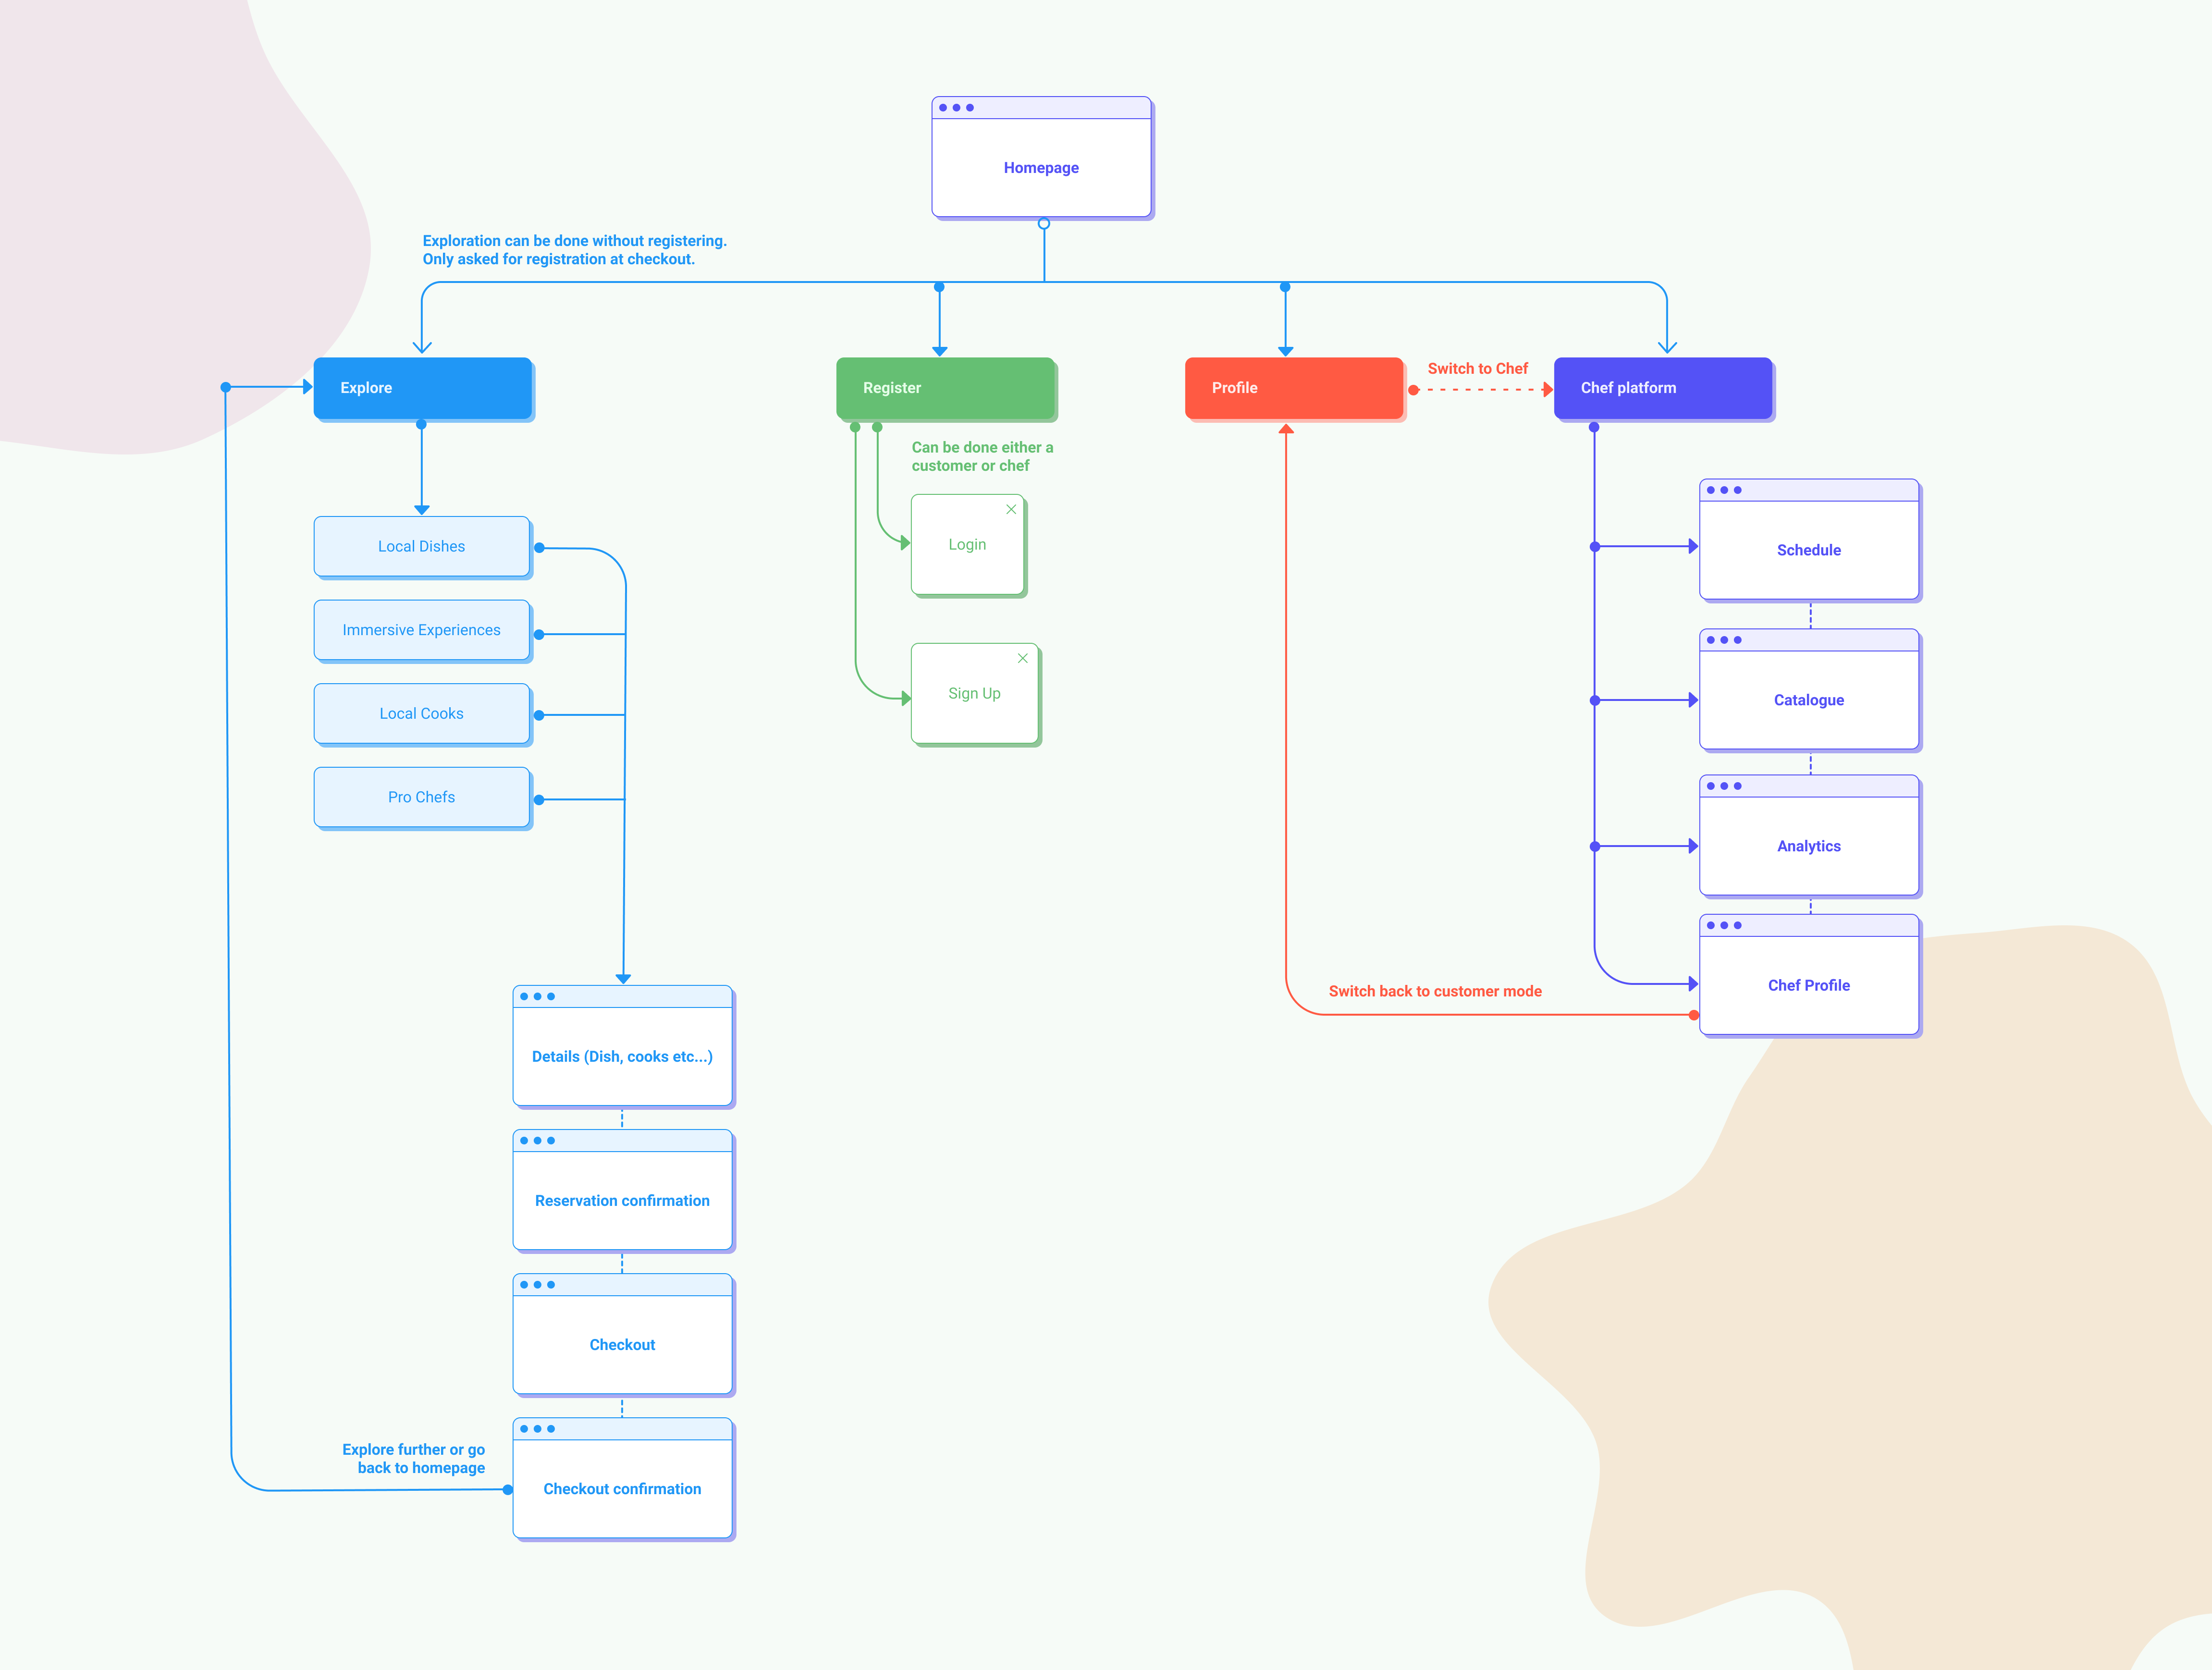 Homepage
Exploration can be done without registering.
Only asked for registration at checkout.
Explore
Register
Profile
Switch to Chef
Chef platform
Can be done either a
customer or chef
Login
Sign Up
Local Dishes
Immersive Experiences
Local Cooks
Pro Chefs
Schedule
Catalogue
Analytics
Chef Profile
Switch back to customer mode
Details (Dish, cooks etc...)
Reservation confirmation
Checkout
Explore further or go
back to homepage
Checkout confirmation